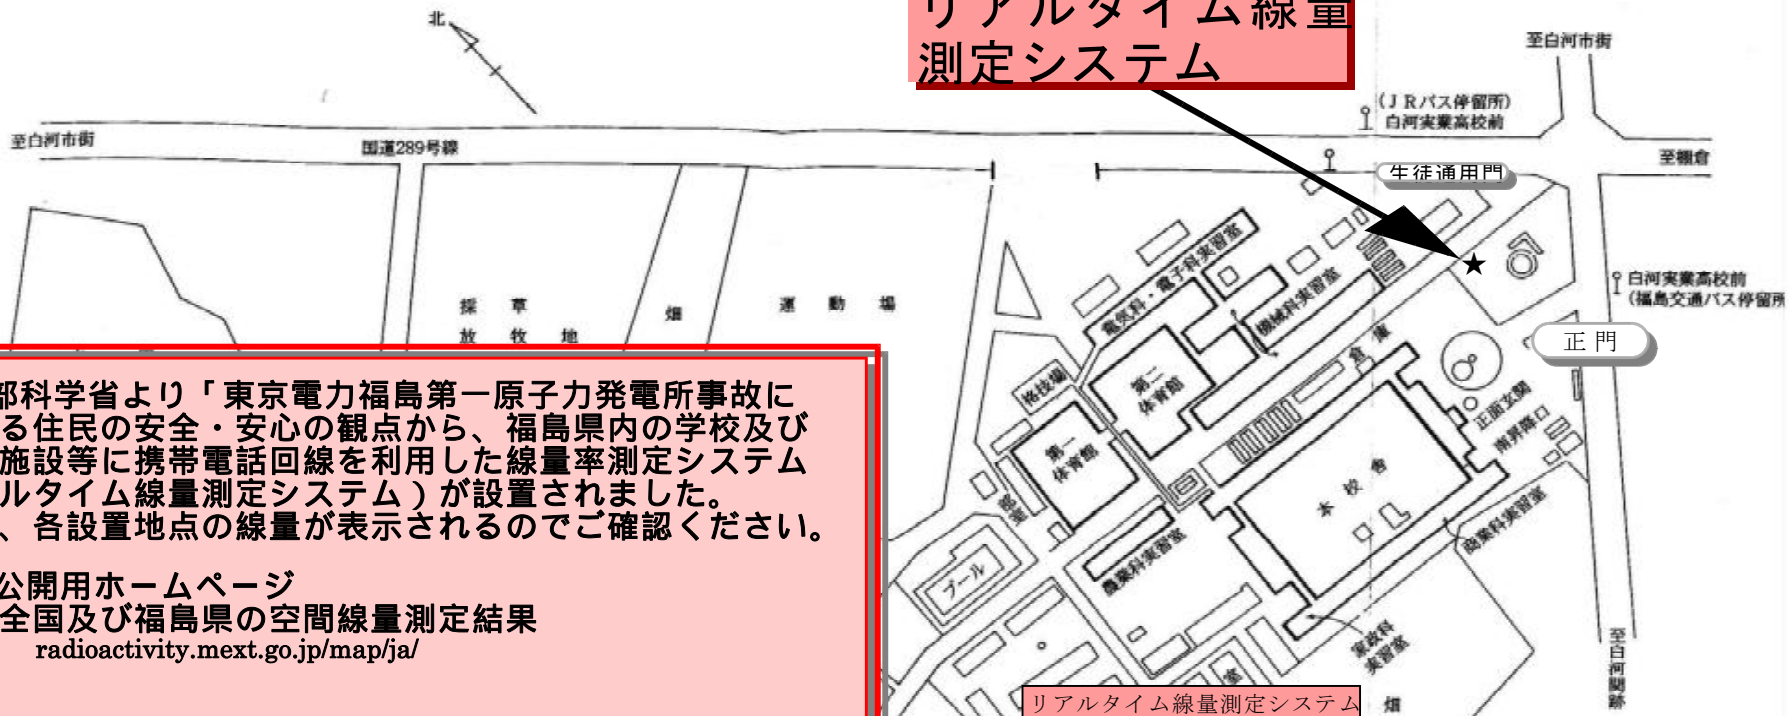 リアルタイム線量
測定システム
北
至白河市街
至白河市街
国道289号線
(JRバス停留所)
白河実業高校前
至棚倉
生徒通用門
白河実業高校前
(福島交通バス停留所
正門
採草
放牧地
畑
運動場
電気科・電子科実習室
機械科実習室
倉庫
格技場
第二
体育館
第一
体育館
正面玄関
南昇降口
部室
本校舎
商業科実習室
農業科実習室
プール
家政科
実習室
室
畑
至白河関跡
部科学省より「東京電力福島第一原子力発電所事故に
る住民の安全・安心の観点から、福島県内の学校及び
施設等に携帯電話回線を利用した線量率測定システム
ルタイム線量測定システム)が設置されました。
、各設置地点の線量が表示されるのでご確認ください。
公開用ホームページ
全国及び福島県の空間線量測定結果
radioactivity.mext.go.jp/map/ja/
リアルタイム線量測定システム